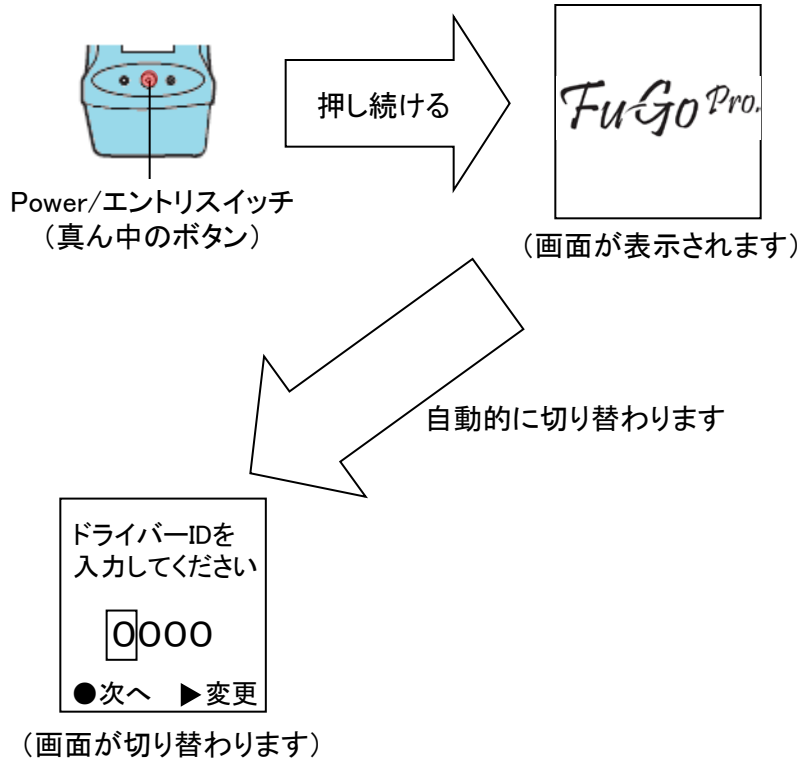 押し続ける
FuGo Pro.
Power/エントリスイッチ
（真ん中のボタン）
（画面が表示されます）
自動的に切り替わります
ドライバーIDを
入力してください
0000
●次へ ▶変更
（画面が切り替わります）